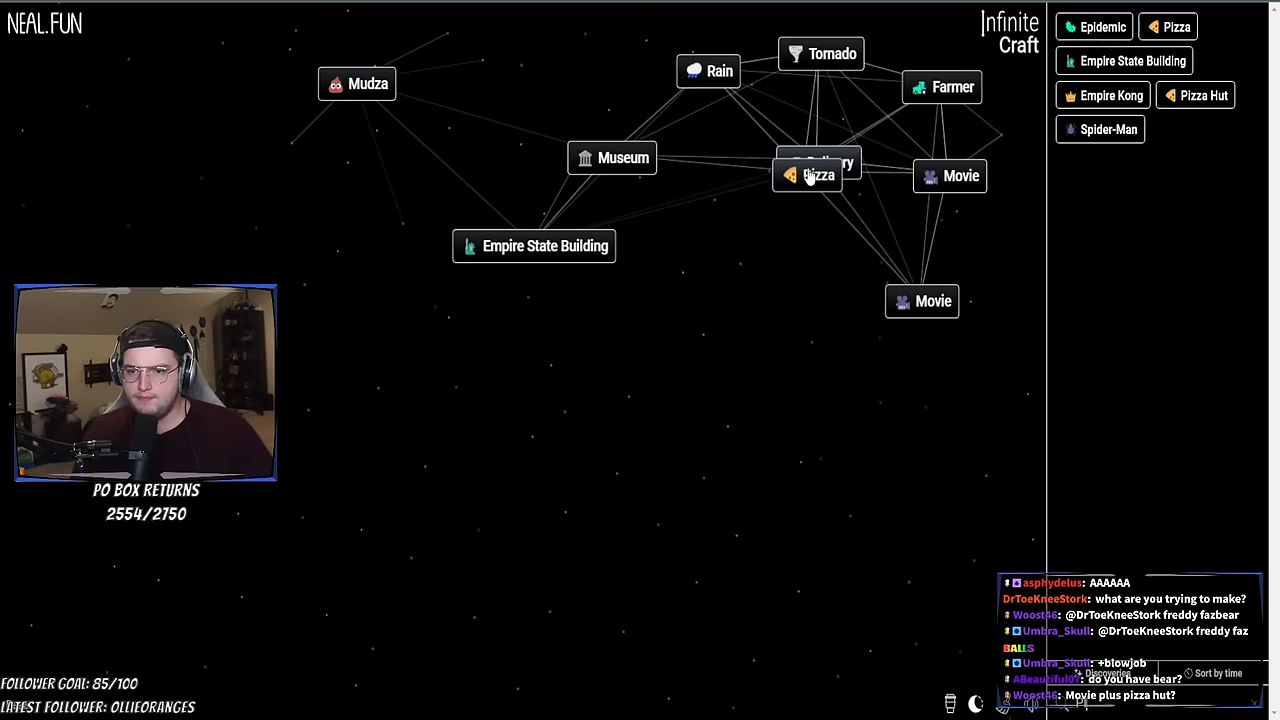 NEAL.FUN
Infinite
Craft
Mudza
Rain
Tornado
Farmer
Museum
Pizza
Movie
Empire State Building
Movie
Epidemic
Pizza
Empire State Building
Empire Kong
Pizza Hut
Spider-Man
PO BOX RETURNS
2554/2750
FOLLOWER GOAL: 85/100
LATEST FOLLOWER: OLLIEORANGES
asphydelus: AAAAAA
DrToeKneeStork: what are you trying to make?
Woost46: @DrToeKneeStork freddy fazbear
Umbra_Skull: @DrToeKneeStork freddy faz
BALLS
Umbra_Skull: +blowjob
do you have bear?
Woost46: Movie plus pizza hut?
Discoveries
Sort by time